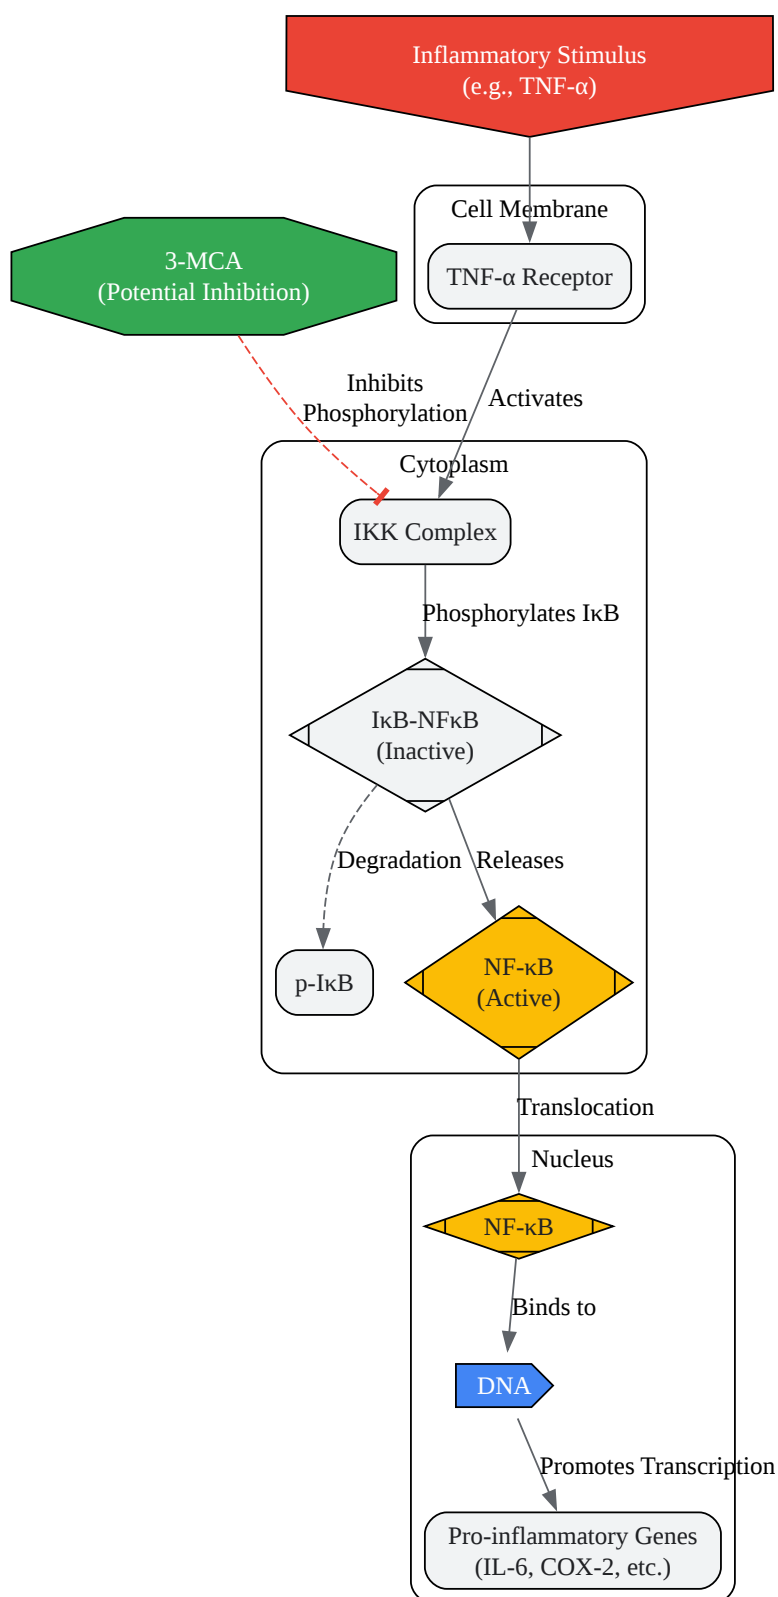 Inflammatory Stimulus
(e.g., TNF-α)
Cell Membrane
TNF-α Receptor
3-MCA
(Potential Inhibition)
Inhibits
Phosphorylation
Activates
Cytoplasm
IKK Complex
Phosphorylates IκB
IκB-NFκB
(Inactive)
Degradation
Releases
p-IκB
NF-κB
(Active)
Translocation
Nucleus
NF-κB
Binds to
DNA
Promotes Transcription
Pro-inflammatory Genes
(IL-6, COX-2, etc.)